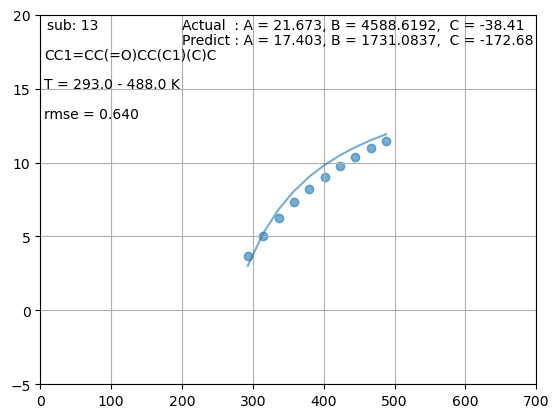 sub: 13
Actual  : A = 21.673, B = 4588.6192,  C = -38.41
Predict : A = 17.403, B = 1731.0837,  C = -172.68
CC1=CC(=O)CC(C1)(C)C
T = 293.0 - 488.0 K
rmse = 0.640
20
15
10
5
0
−5
0 100 200 300 400 500 600 700